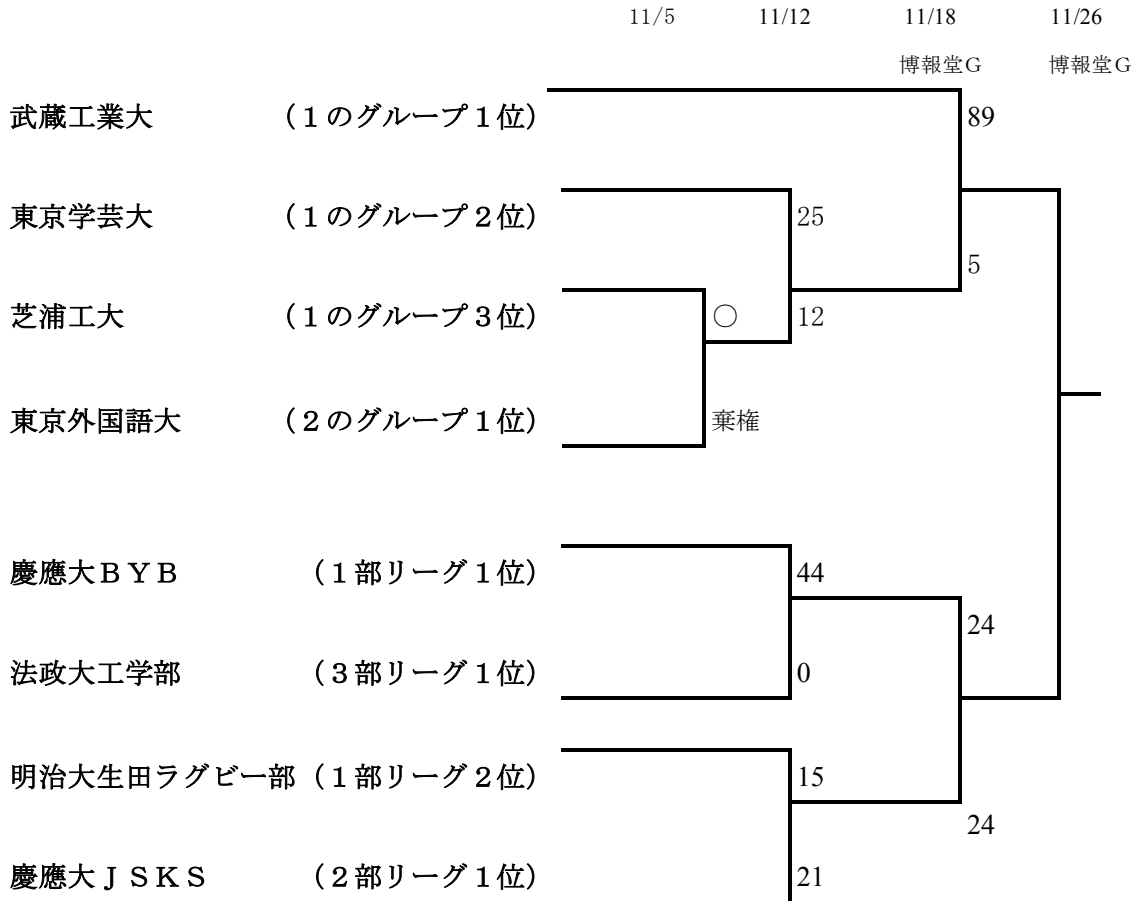 11/5 11/12 11/18 11/26
博報堂G 博報堂G
武蔵工業大 （１のグループ１位） 89
東京学芸大 （１のグループ２位） 25
5
芝浦工大 （１のグループ３位） ○ 12
東京外国語大 （２のグループ１位） 棄権
慶應大ＢＹＢ （１部リーグ１位） 44
24
法政大工学部 （３部リーグ１位） 0
明治大生田ラグビー部 （１部リーグ２位） 15
24
慶應大ＪＳＫＳ （２部リーグ１位） 21